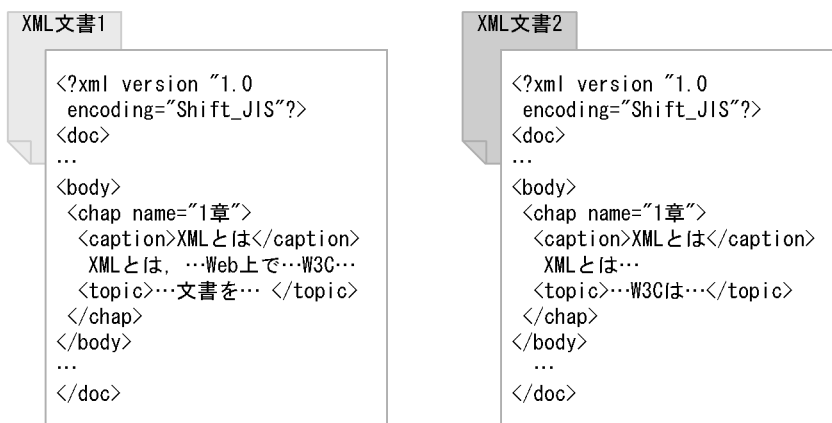 XML文書1
<?xml version "1.0
encoding="Shift_JIS"?>
<doc>
…
<body>
<chap name="1章">
<caption>XMLとは</caption>
XMLとは，…Web上で…W3C…
<topic>…文書を… </topic>
</chap>
</body>
…
</doc>
XML文書2
<?xml version "1.0
encoding="Shift_JIS"?>
<doc>
…
<body>
<chap name="1章">
<caption>XMLとは</caption>
XMLとは…
<topic>…W3Cは…</topic>
</chap>
</body>
…
</doc>